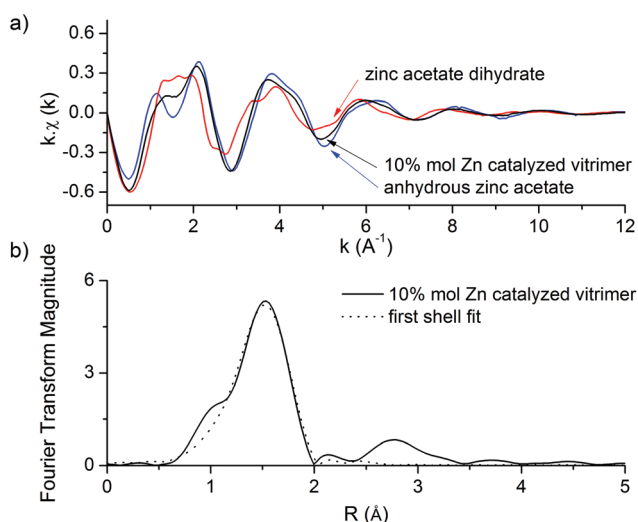 a)
k.χ (k)
0.3
0.0
-0.3
-0.6
zinc acetate dihydrate
10% mol Zn catalyzed vitrimer
anhydrous zinc acetate
0 2 4 6 8 10 12
k (A⁻¹)
b)
Fourier Transform Magnitude
6
3
0
10% mol Zn catalyzed vitrimer
first shell fit
0 1 2 3 4 5
R (Å)